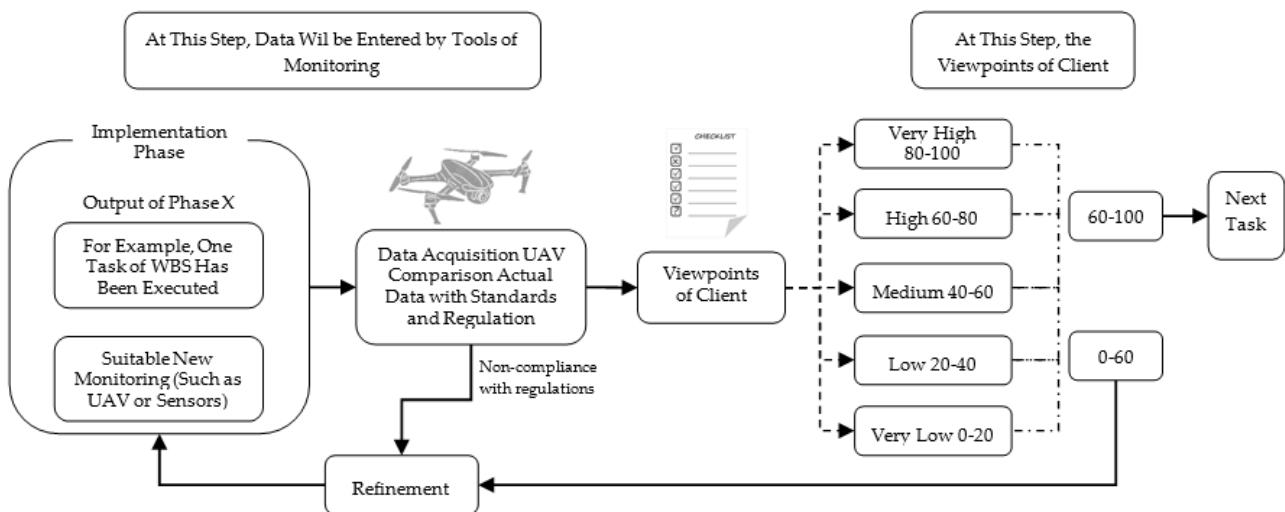 At This Step, Data Wil be Entered by Tools of
Monitoring
At This Step, the
Viewpoints of Client
Implementation
Phase
Output of Phase X
For Example, One
Task of WBS Has
Been Executed
Suitable New
Monitoring (Such as
UAV or Sensors)
Data Acquisition UAV
Comparison Actual
Data with Standards
and Regulation
Non-compliance
with regulations
Refinement
CHECKLIST
Viewpoints
of Client
Very High
80-100
High 60-80
Medium 40-60
Low 20-40
Very Low 0-20
60-100
0-60
Next
Task